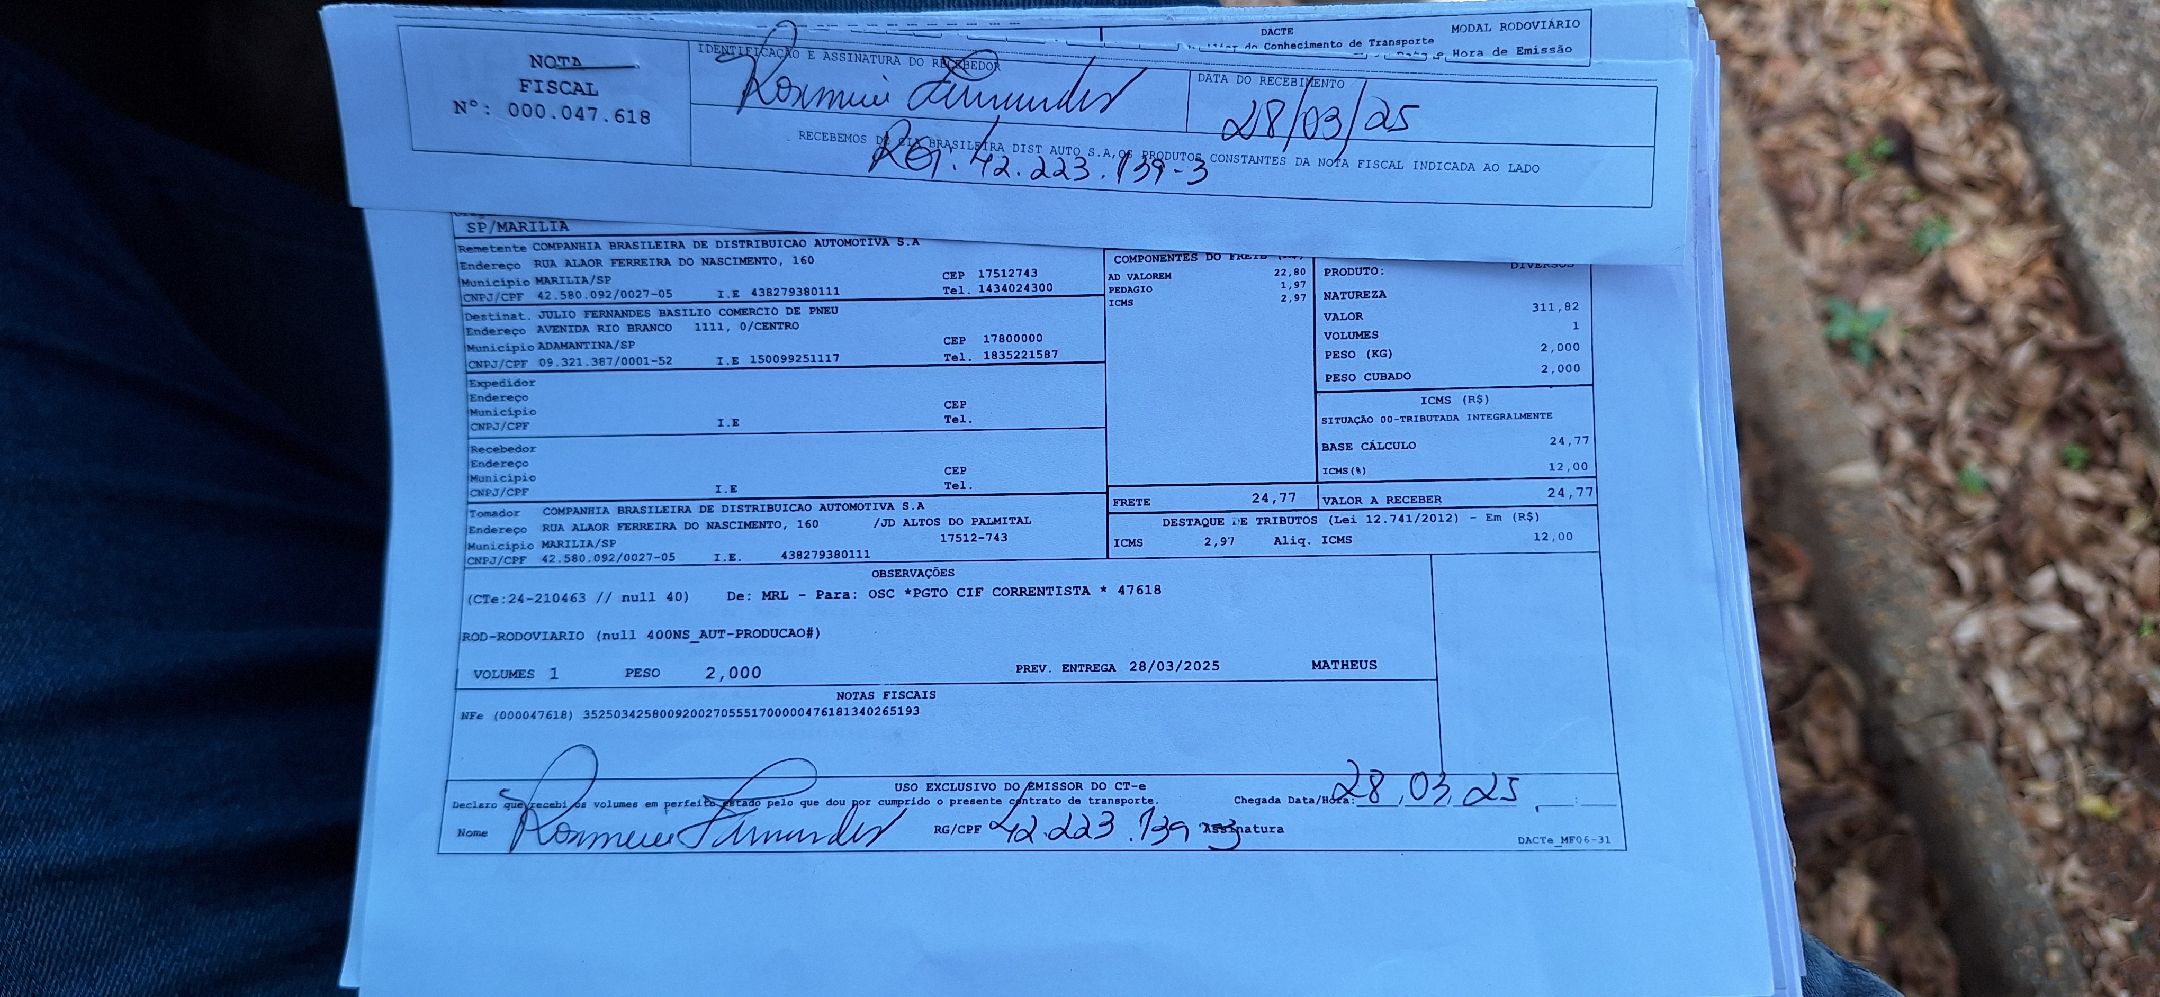 DACTE
MODAL RODOVIÁRIO
Conhecimento de Transporte
Hora de Emissão
NOTA
FISCAL
Nº: 000.047.618
IDENTIFICAÇÃO E ASSINATURA DO RECEBEDOR
Fernandes
DATA DO RECEBIMENTO
28/03/25
RECEBEMOS DE CIA BRASILEIRA DIST AUTO S.A, OS PRODUTOS CONSTANTES DA NOTA FISCAL INDICADA AO LADO
RG. 42.223.139-3
SP/MARILIA
Remetente COMPANHIA BRASILEIRA DE DISTRIBUICAO AUTOMOTIVA S.A
Endereço RUA ALAOR FERREIRA DO NASCIMENTO, 160
Município MARILIA/SP CEP 17512743
CNPJ/CPF 42.580.092/0027-05 I.E 438279380111 Tel. 1434024300
Destinat. JULIO FERNANDES BASILIO COMERCIO DE PNEU
Endereço AVENIDA RIO BRANCO 1111, 0/CENTRO
Município ADAMANTINA/SP CEP 17800000
CNPJ/CPF 09.321.387/0001-52 I.E 150099251117 Tel. 1835221587
Expedidor
Endereço
Município CEP
CNPJ/CPF I.E Tel.
Recebedor
Endereço
Município CEP
CNPJ/CPF I.E Tel.
Tomador COMPANHIA BRASILEIRA DE DISTRIBUICAO AUTOMOTIVA S.A
Endereço RUA ALAOR FERREIRA DO NASCIMENTO, 160 /JD ALTOS DO PALMITAL
Município MARILIA/SP 17512-743
CNPJ/CPF 42.580.092/0027-05 I.E. 438279380111
COMPONENTES DO FRETE
AD VALOREM 22,80
PEDAGIO 1,97
ICMS 2,97
FRETE 24,77
PRODUTO: DIVERSOS
NATUREZA
VALOR 311,82
VOLUMES 1
PESO (KG) 2,000
PESO CUBADO 2,000
ICMS (R$)
SITUAÇÃO 00-TRIBUTADA INTEGRALMENTE
BASE CÁLCULO 24,77
ICMS(%) 12,00
VALOR A RECEBER 24,77
DESTAQUE DE TRIBUTOS (Lei 12.741/2012) - Em (R$)
ICMS 2,97 Aliq. ICMS 12,00
OBSERVAÇÕES
(CTe:24-210463 // null 40) De: MRL - Para: OSC *PGTO CIF CORRENTISTA * 47618
ROD-RODOVIARIO (null 400NS_AUT-PRODUCAO#)
VOLUMES 1 PESO 2,000 PREV. ENTREGA 28/03/2025 MATHEUS
NOTAS FISCAIS
NFe (000047618) 35250342580092002705551700000476181340265193
USO EXCLUSIVO DO EMISSOR DO CT-e
Declaro que recebi os volumes em perfeito estado pelo que dou por cumprido o presente contrato de transporte. Chegada Data/Hora: 28 03 25
Nome Fernandes RG/CPF 42.223.139 3 Assinatura
DACTe_MF06-31